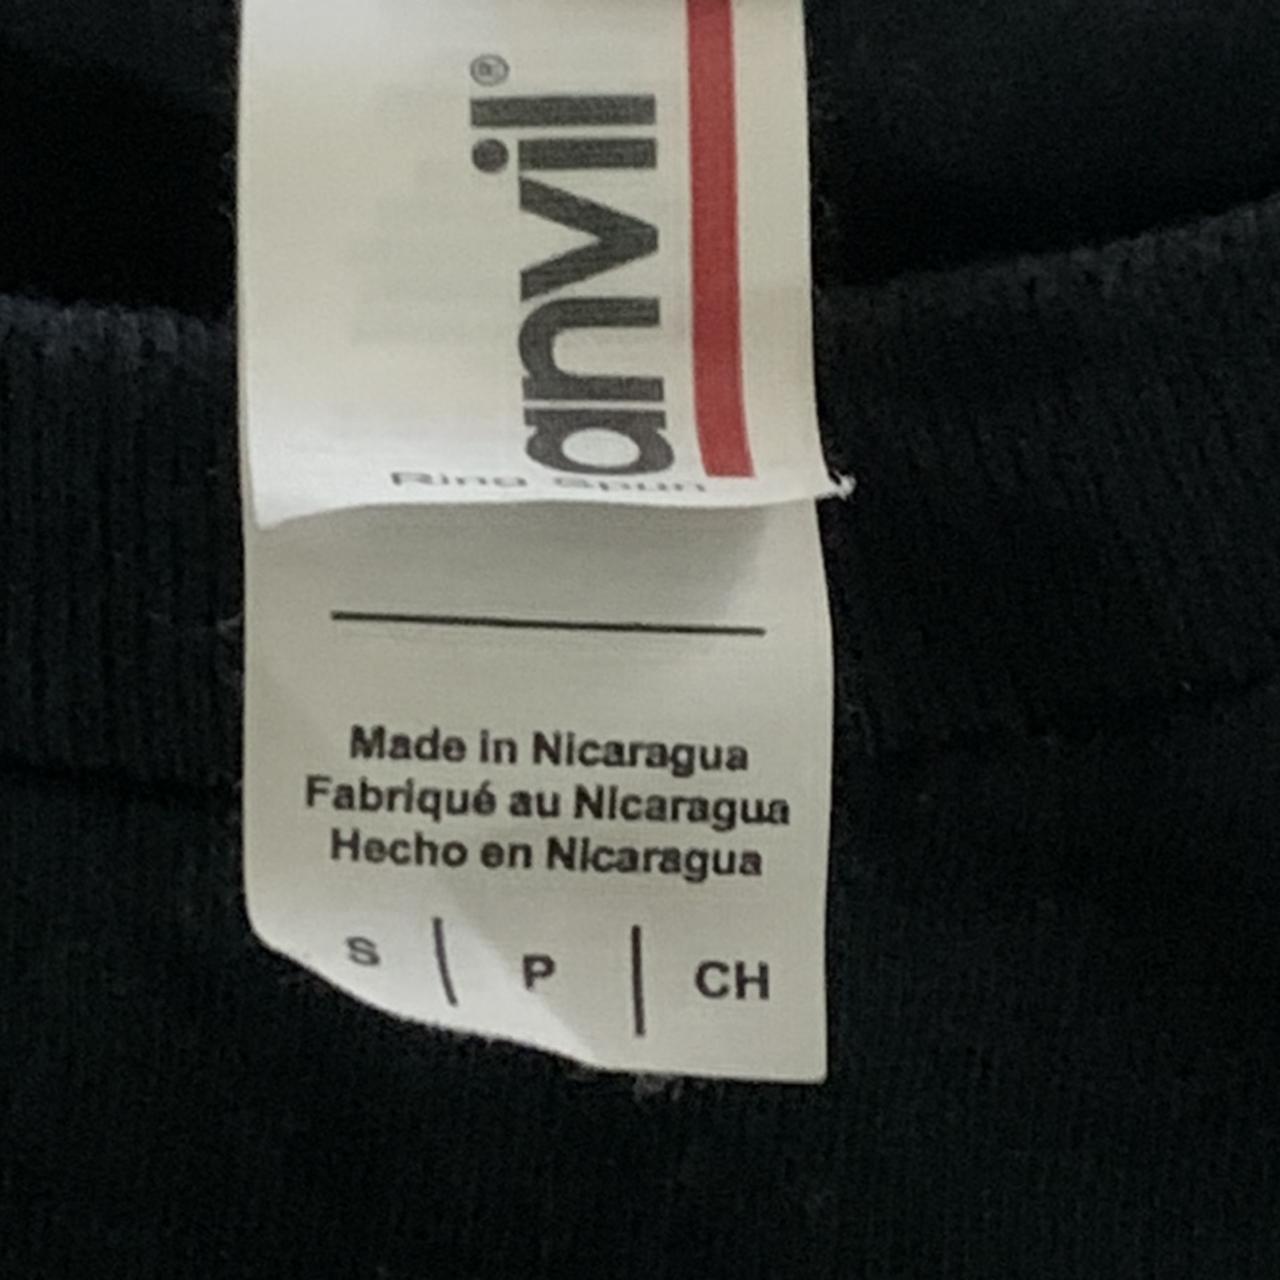 anvil®
Ring Spun
Made in Nicaragua
Fabriqué au Nicaragua
Hecho en Nicaragua
S | P | CH